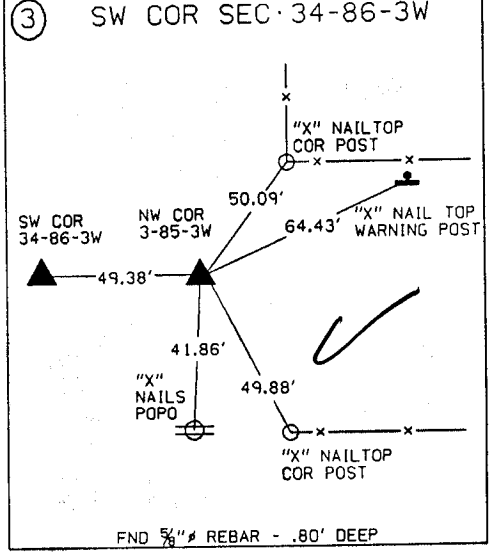 3 SW COR SEC·34-86-3W
"X" NAILTOP
COR POST
50.09'
64.43'
"X" NAIL TOP
WARNING POST
SW COR
34-86-3W
NW COR
3-85-3W
49.38'
41.86'
49.88'
"X"
NAILS
POPO
"X" NAILTOP
COR POST
FND 5/8"ø REBAR - .80' DEEP